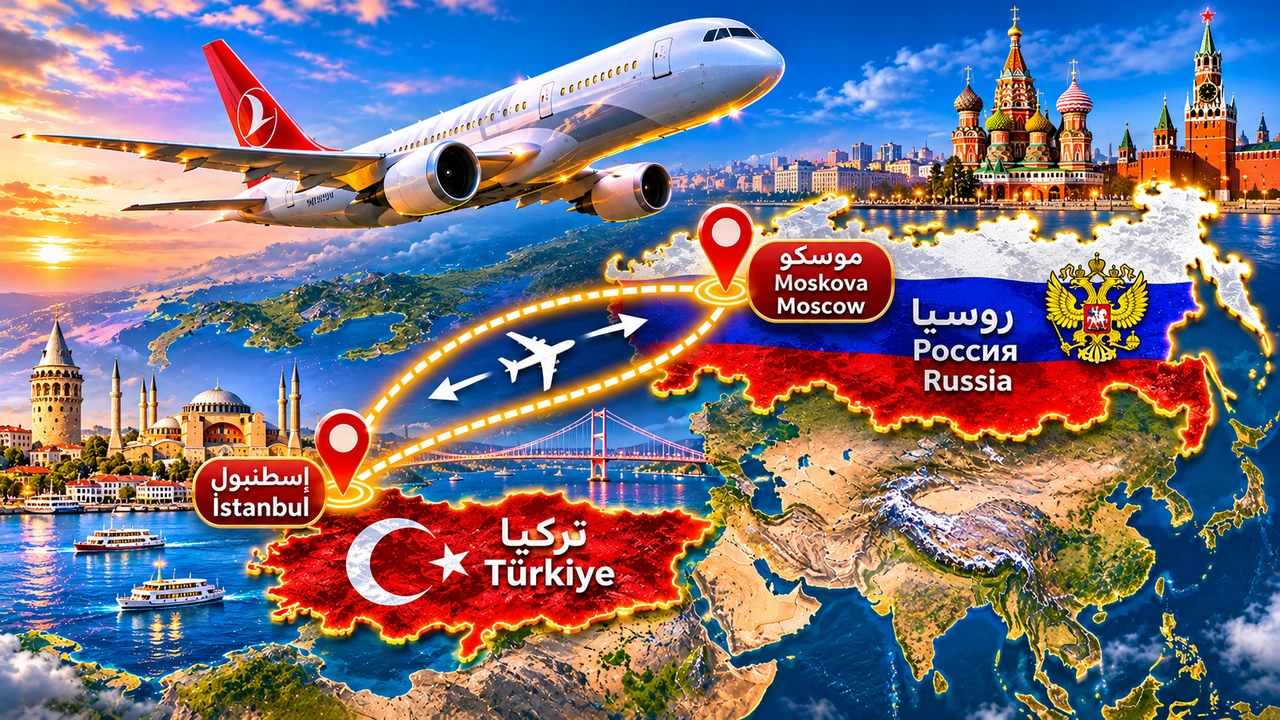 موسكو
Moskova
Moscow
روسيا
Россия
Russia
إسطنبول
İstanbul
تركيا
Türkiye